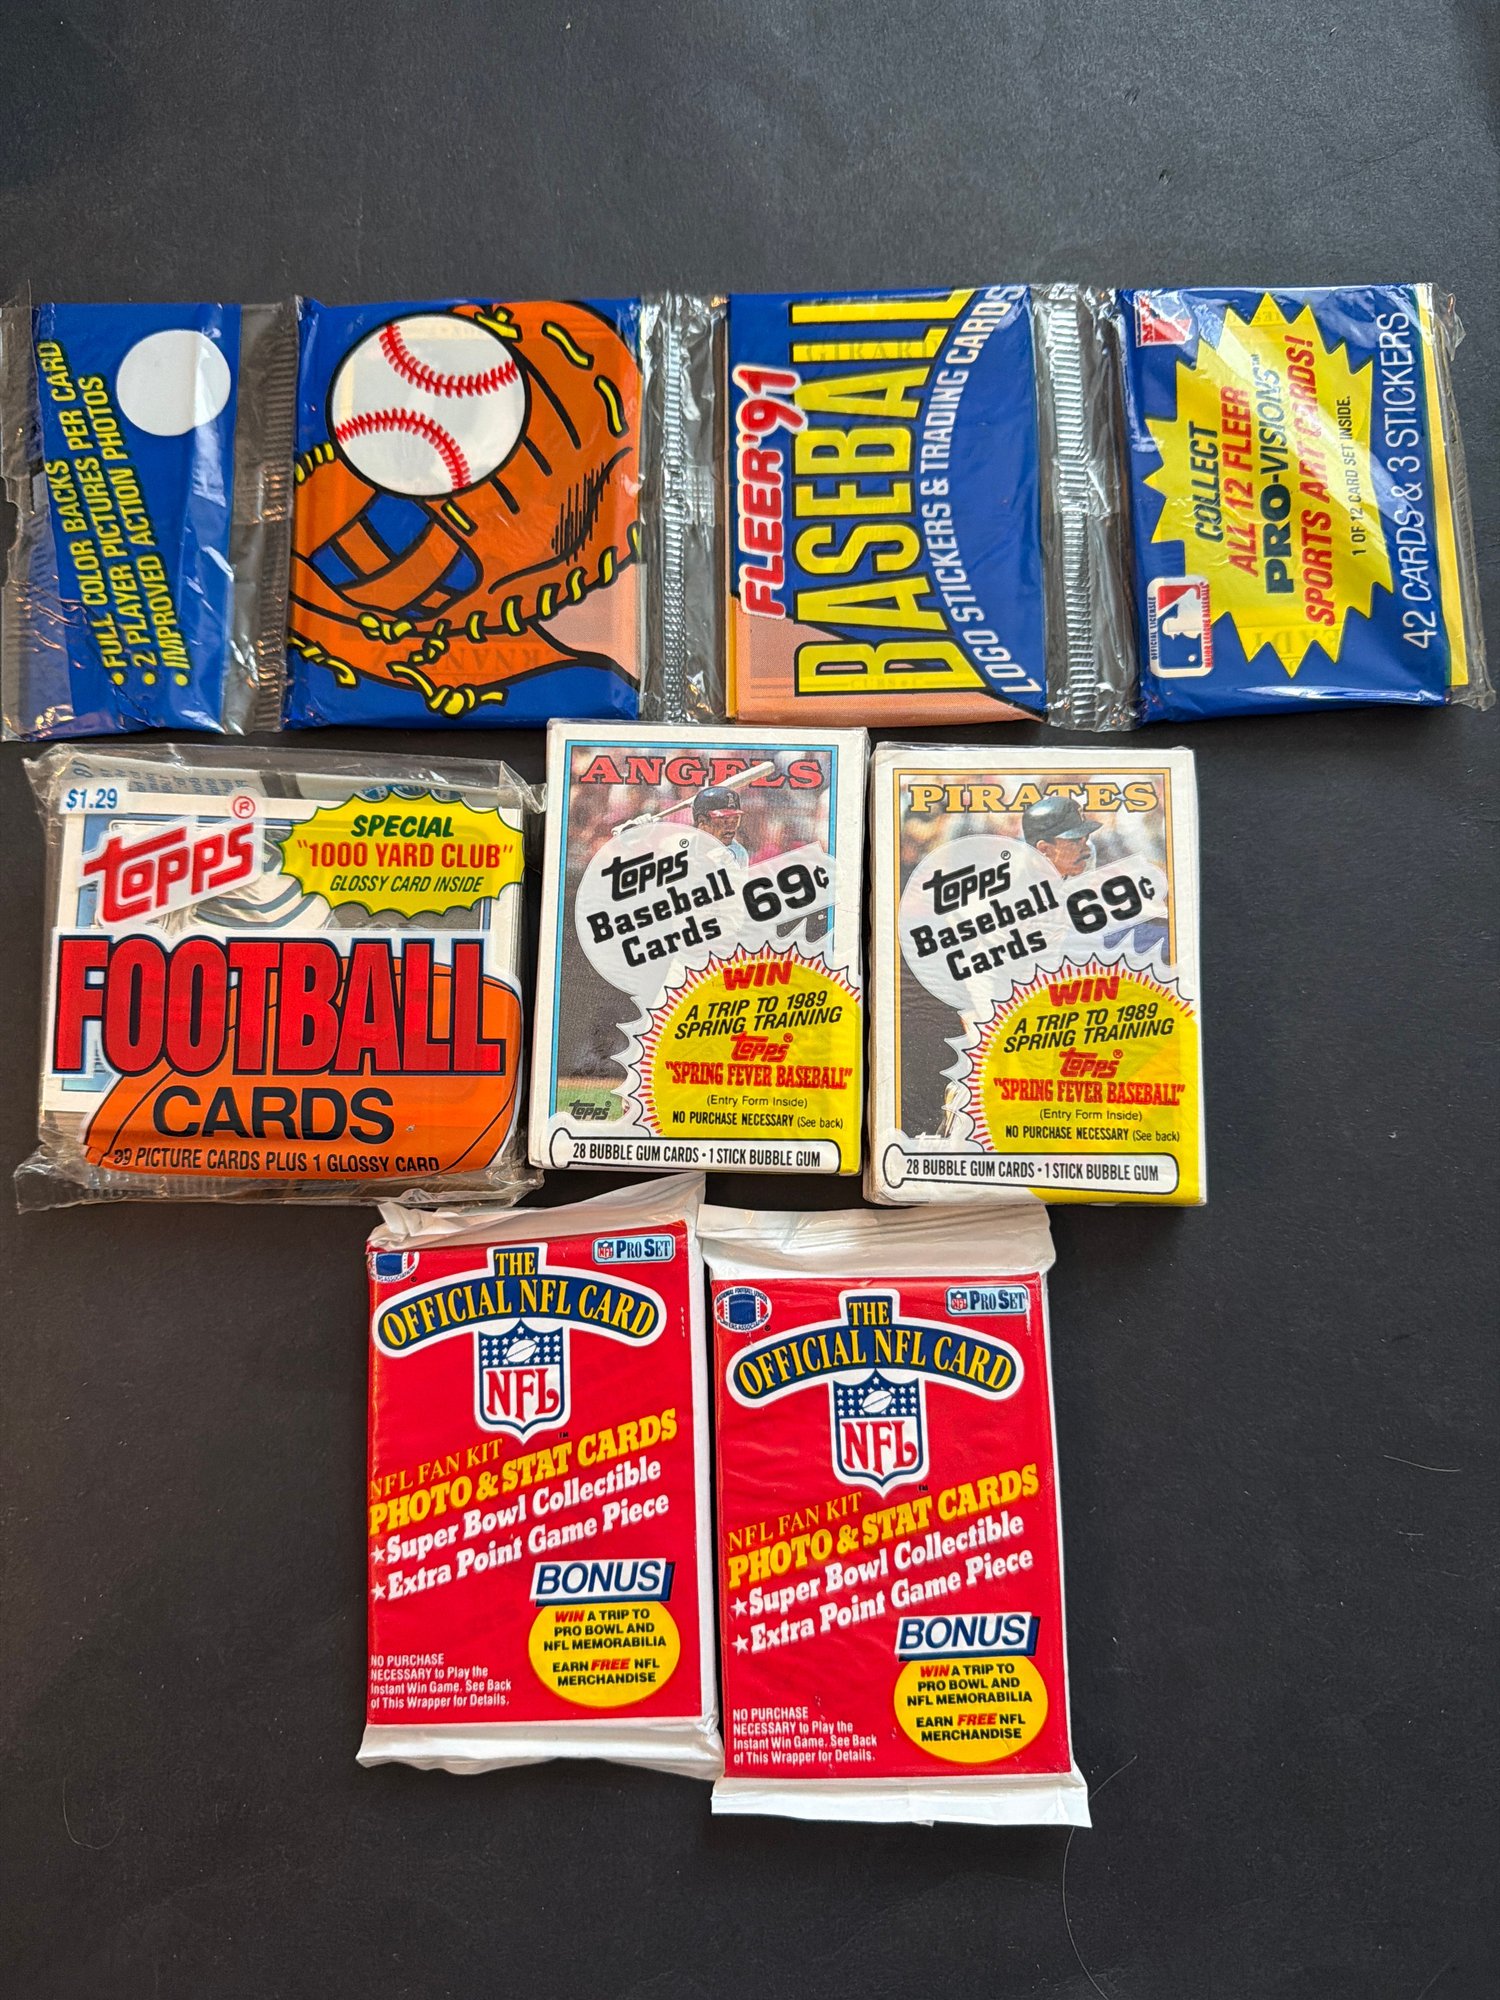 • FULL COLOR BACKS
• 2 PLAYER PICTURES PER CARD
• IMPROVED ACTION PHOTOS
FLEER '91
BASEBALL
LOGO STICKERS & TRADING CARDS
COLLECT
ALL 12 FLEER
PRO-VISIONS™
SPORTS ART CARDS!
1 OF 12 CARD SET INSIDE.
42 CARDS & 3 STICKERS
OFFICIAL LICENSEE
MAJOR LEAGUE BASEBALL
$1.29
topps®
SPECIAL
"1000 YARD CLUB"
GLOSSY CARD INSIDE
FOOTBALL
CARDS
39 PICTURE CARDS PLUS 1 GLOSSY CARD
ANGELS
topps®
Baseball
Cards
69¢
WIN
A TRIP TO 1989
SPRING TRAINING
topps®
"SPRING FEVER BASEBALL"
(Entry Form Inside)
NO PURCHASE NECESSARY (See back)
topps
28 BUBBLE GUM CARDS • 1 STICK BUBBLE GUM
PIRATES
topps®
Baseball
Cards
69¢
WIN
A TRIP TO 1989
SPRING TRAINING
topps®
"SPRING FEVER BASEBALL"
(Entry Form Inside)
NO PURCHASE NECESSARY (See back)
28 BUBBLE GUM CARDS • 1 STICK BUBBLE GUM
NFL PRO SET
THE
OFFICIAL NFL CARD
NFL
NFL FAN KIT
PHOTO & STAT CARDS
★Super Bowl Collectible
★Extra Point Game Piece
BONUS
WIN A TRIP TO
PRO BOWL AND
NFL MEMORABILIA
EARN FREE NFL
MERCHANDISE
NO PURCHASE
NECESSARY to Play the
Instant Win Game. See Back
of This Wrapper for Details.
NFL PRO SET
THE
OFFICIAL NFL CARD
NFL
NFL FAN KIT
PHOTO & STAT CARDS
★Super Bowl Collectible
★Extra Point Game Piece
BONUS
WIN A TRIP TO
PRO BOWL AND
NFL MEMORABILIA
EARN FREE NFL
MERCHANDISE
NO PURCHASE
NECESSARY to Play the
Instant Win Game. See Back
of This Wrapper for Details.